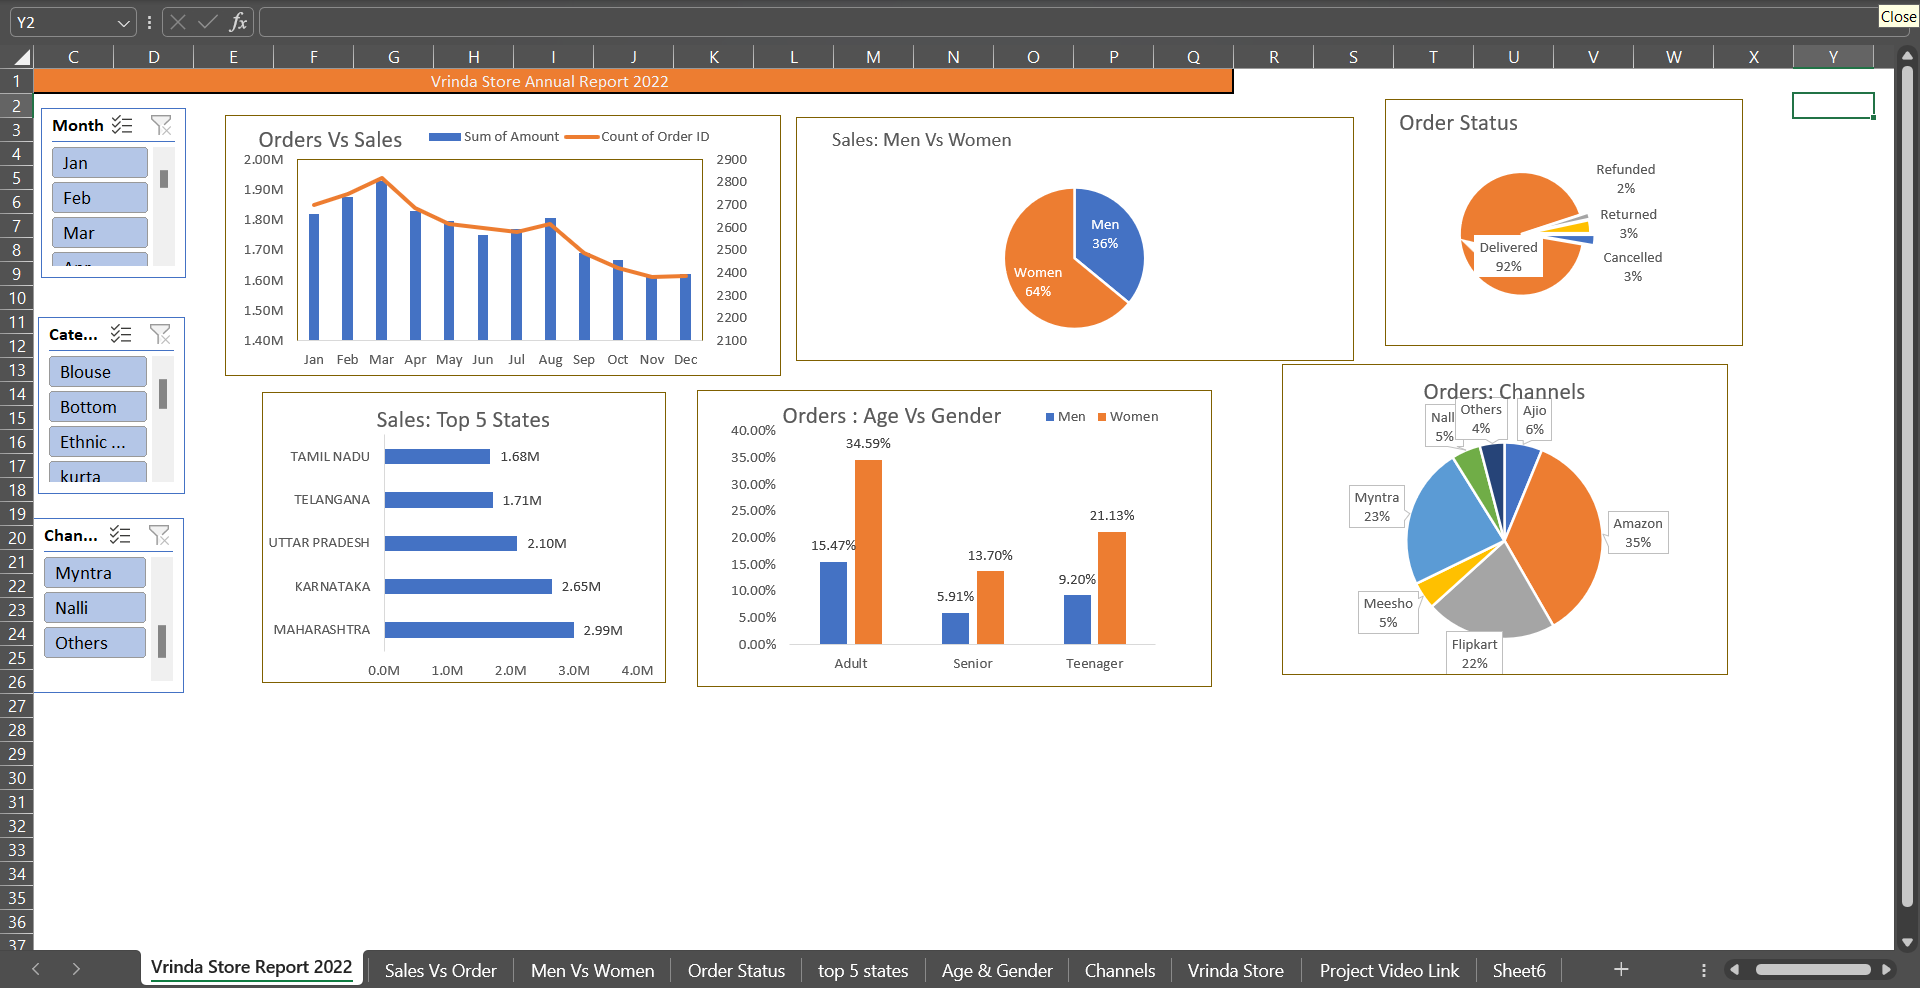 Y2
fx
Close
C D E F G H I J K L M N O P Q R S T U V W X Y
1 Vrinda Store Annual Report 2022
2
3
4
5
6
7
8
9
10
11
12
13
14
15
16
17
18
19
20
21
22
23
24
25
26
27
28
29
30
31
32
33
34
35
36
37
Month
Jan
Feb
Mar
Apr
Cate...
Blouse
Bottom
Ethnic ...
kurta
Chan...
Myntra
Nalli
Others
Orders Vs Sales
Sum of Amount Count of Order ID
2.00M
1.90M
1.80M
1.70M
1.60M
1.50M
1.40M
2900
2800
2700
2600
2500
2400
2300
2200
2100
Jan Feb Mar Apr May Jun Jul Aug Sep Oct Nov Dec
Sales: Men Vs Women
Men
36%
Women
64%
Order Status
Refunded
2%
Returned
3%
Cancelled
3%
Delivered
92%
Sales: Top 5 States
TAMIL NADU 1.68M
TELANGANA 1.71M
UTTAR PRADESH 2.10M
KARNATAKA 2.65M
MAHARASHTRA 2.99M
0.0M 1.0M 2.0M 3.0M 4.0M
Orders : Age Vs Gender
Men Women
40.00%
35.00%
30.00%
25.00%
20.00%
15.00%
10.00%
5.00%
0.00%
15.47% 34.59%
5.91% 13.70%
9.20% 21.13%
Adult Senior Teenager
Orders: Channels
Nall
5%
Others
4%
Ajio
6%
Myntra
23%
Amazon
35%
Meesho
5%
Flipkart
22%
Vrinda Store Report 2022 Sales Vs Order Men Vs Women Order Status top 5 states Age & Gender Channels Vrinda Store Project Video Link Sheet6 +